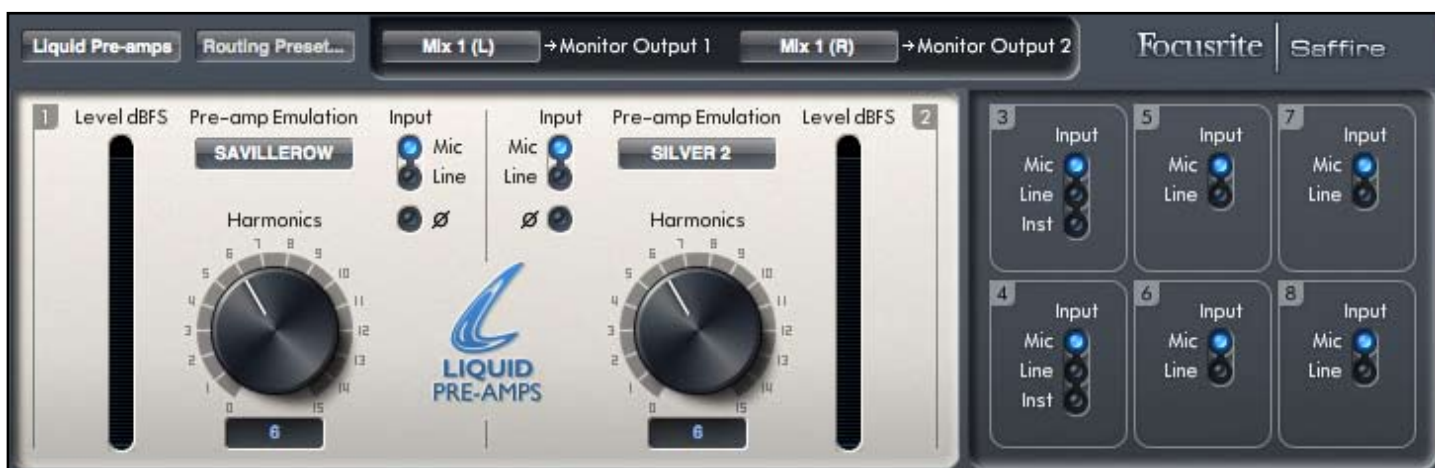 Liquid Pre-amps Routing Preset... Mix 1 (L) →Monitor Output 1 Mix 1 (R) →Monitor Output 2 Focusrite Saffire
1 Level dBFS Pre-amp Emulation Input Input Pre-amp Emulation Level dBFS 2
SAVILLEROW Mic Mic SILVER 2
Line Line
Ø Ø
Harmonics Harmonics
0 1 2 3 4 5 6 7 8 9 10 11 12 13 14 15
6
LIQUID
PRE-AMPS
0 1 2 3 4 5 6 7 8 9 10 11 12 13 14 15
6
3
Input
Mic
Line
Inst
5
Input
Mic
Line
7
Input
Mic
Line
4
Input
Mic
Line
Inst
6
Input
Mic
Line
8
Input
Mic
Line